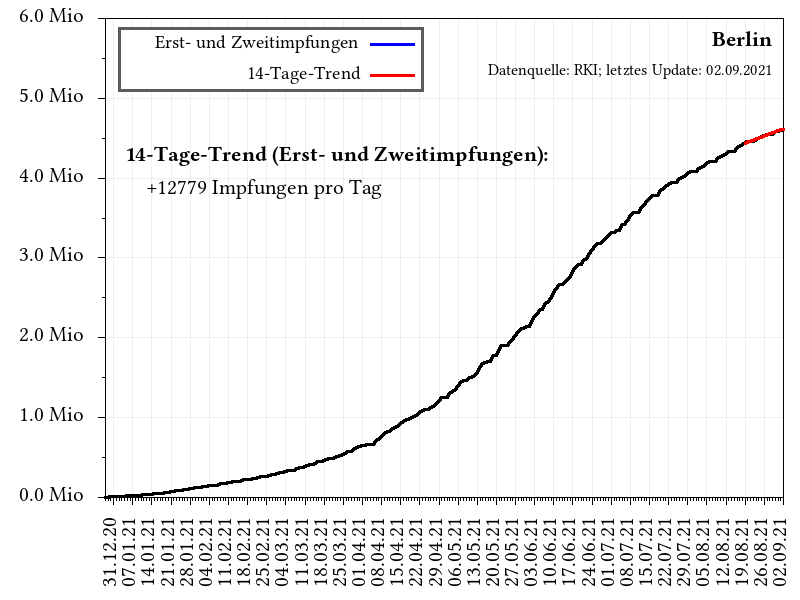 6.0 Mio
5.0 Mio
4.0 Mio
3.0 Mio
2.0 Mio
1.0 Mio
0.0 Mio
Erst- und Zweitimpfungen
14-Tage-Trend
Berlin
Datenquelle: RKI; letztes Update: 02.09.2021
14-Tage-Trend (Erst- und Zweitimpfungen):
+12779 Impfungen pro Tag
31.12.20
07.01.21
14.01.21
21.01.21
28.01.21
04.02.21
11.02.21
18.02.21
25.02.21
04.03.21
11.03.21
18.03.21
25.03.21
01.04.21
08.04.21
15.04.21
22.04.21
29.04.21
06.05.21
13.05.21
20.05.21
27.05.21
03.06.21
10.06.21
17.06.21
24.06.21
01.07.21
08.07.21
15.07.21
22.07.21
29.07.21
05.08.21
12.08.21
19.08.21
26.08.21
02.09.21